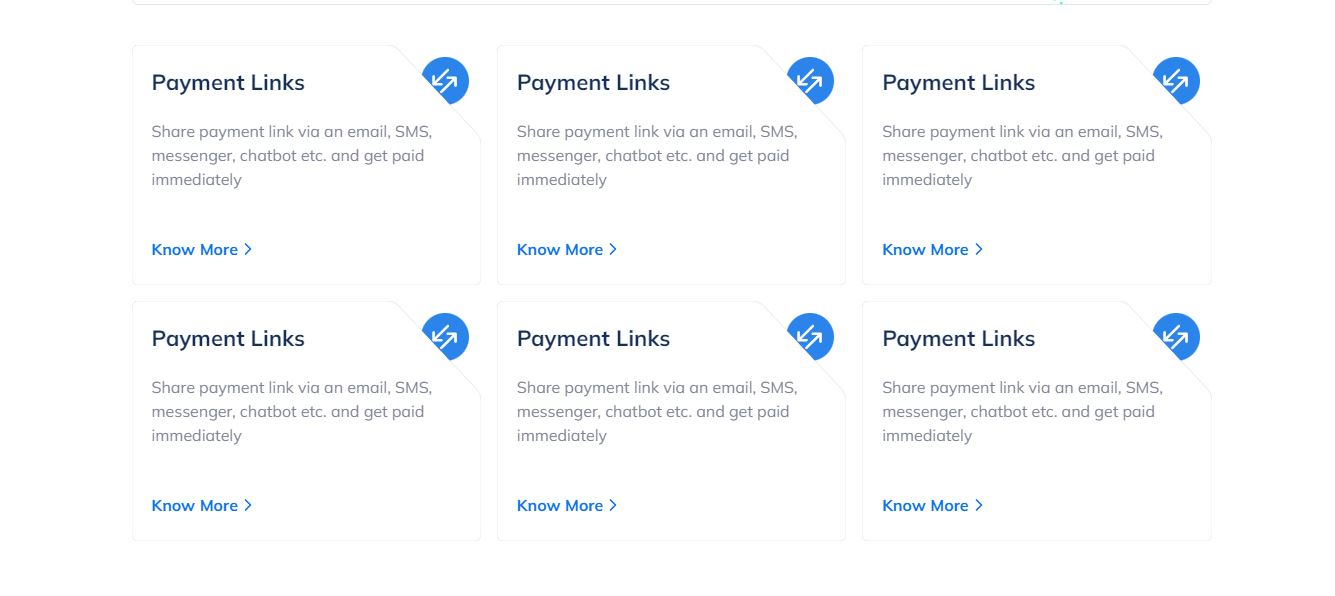 Payment Links
Share payment link via an email, SMS,
messenger, chatbot etc. and get paid
immediately
Know More
Payment Links
Share payment link via an email, SMS,
messenger, chatbot etc. and get paid
immediately
Know More
Payment Links
Share payment link via an email, SMS,
messenger, chatbot etc. and get paid
immediately
Know More
Payment Links
Share payment link via an email, SMS,
messenger, chatbot etc. and get paid
immediately
Know More
Payment Links
Share payment link via an email, SMS,
messenger, chatbot etc. and get paid
immediately
Know More
Payment Links
Share payment link via an email, SMS,
messenger, chatbot etc. and get paid
immediately
Know More